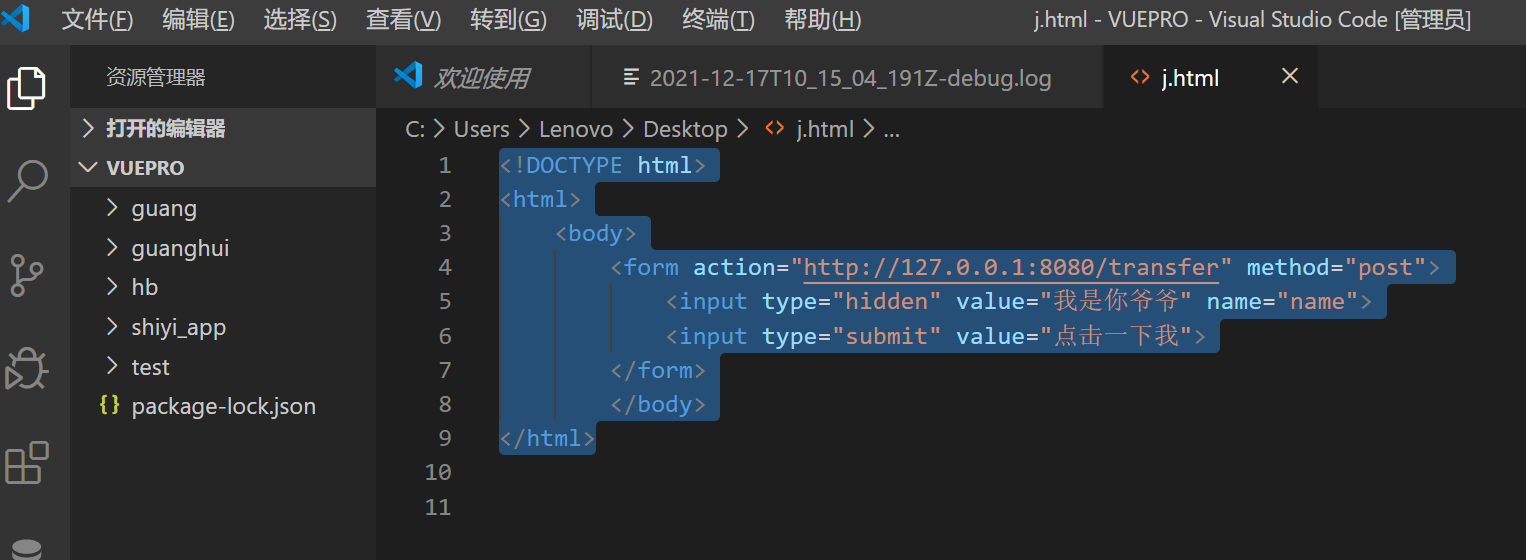 文件(F) 编辑(E) 选择(S) 查看(V) 转到(G) 调试(D) 终端(T) 帮助(H) j.html - VUEPRO - Visual Studio Code [管理员]
资源管理器
打开的编辑器
VUEPRO
guang
guanghui
hb
shiyi_app
test
{} package-lock.json
欢迎使用 2021-12-17T10_15_04_191Z-debug.log <> j.html ×
C: > Users > Lenovo > Desktop > <> j.html > ...
1 <!DOCTYPE html>
2 <html>
3 <body>
4 <form action="http://127.0.0.1:8080/transfer" method="post">
5 <input type="hidden" value="我是你爷爷" name="name">
6 <input type="submit" value="点击一下我">
7 </form>
8 </body>
9 </html>
10
11